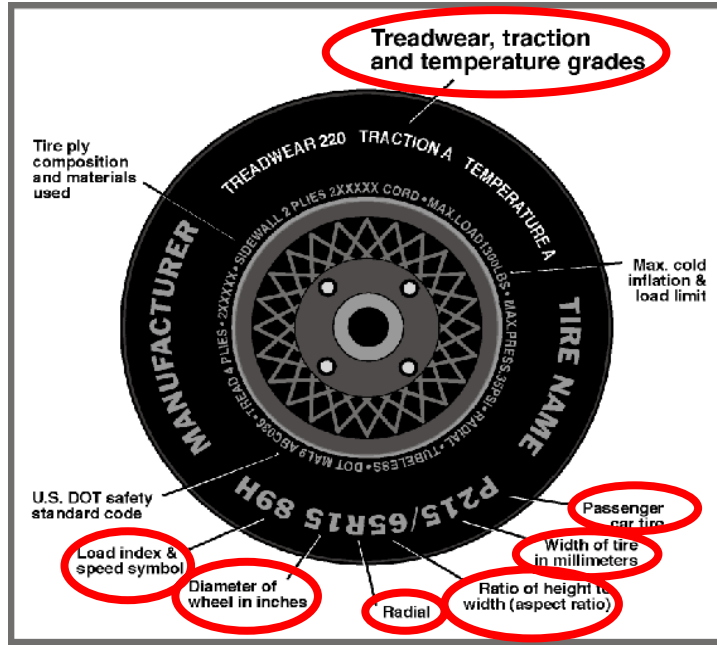 Treadwear, traction
and temperature grades
Tire ply
composition
and materials
used
TREADWEAR 220 TRACTION A TEMPERATURE A
SIDEWALL 2 PLIES 2XXXXX CORD • MAX. LOAD 1300LBS • MAX. PRESS. 35PSI • RADIAL • TUBELESS • DOT MAL9 ABC036 • TREAD 4 PLIES • 2XXXXX •
MANUFACTURER
TIRE NAME
Max. cold
inflation &
load limit
P215/65R15 89H
U.S. DOT safety
standard code
Passenger
car tire
Load index &
speed symbol
Width of tire
in millimeters
Diameter of
wheel in inches
Radial
Ratio of height to
width (aspect ratio)